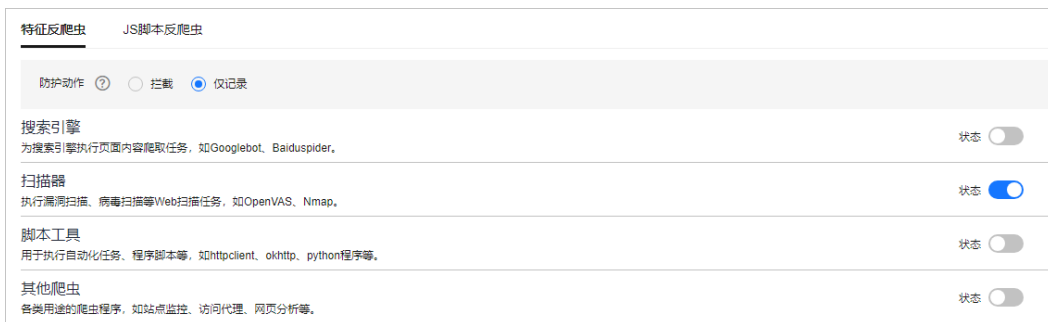 特征反爬虫 JS脚本反爬虫
防护动作 ? 拦截 仅记录
搜索引擎
为搜索引擎执行页面内容爬取任务，如Googlebot、Baiduspider。
状态
扫描器
执行漏洞扫描、病毒扫描等Web扫描任务，如OpenVAS、Nmap。
状态
脚本工具
用于执行自动化任务、程序脚本等，如httpclient、okhttp、python程序等。
状态
其他爬虫
各类用途的爬虫程序，如站点监控、访问代理、网页分析等。
状态